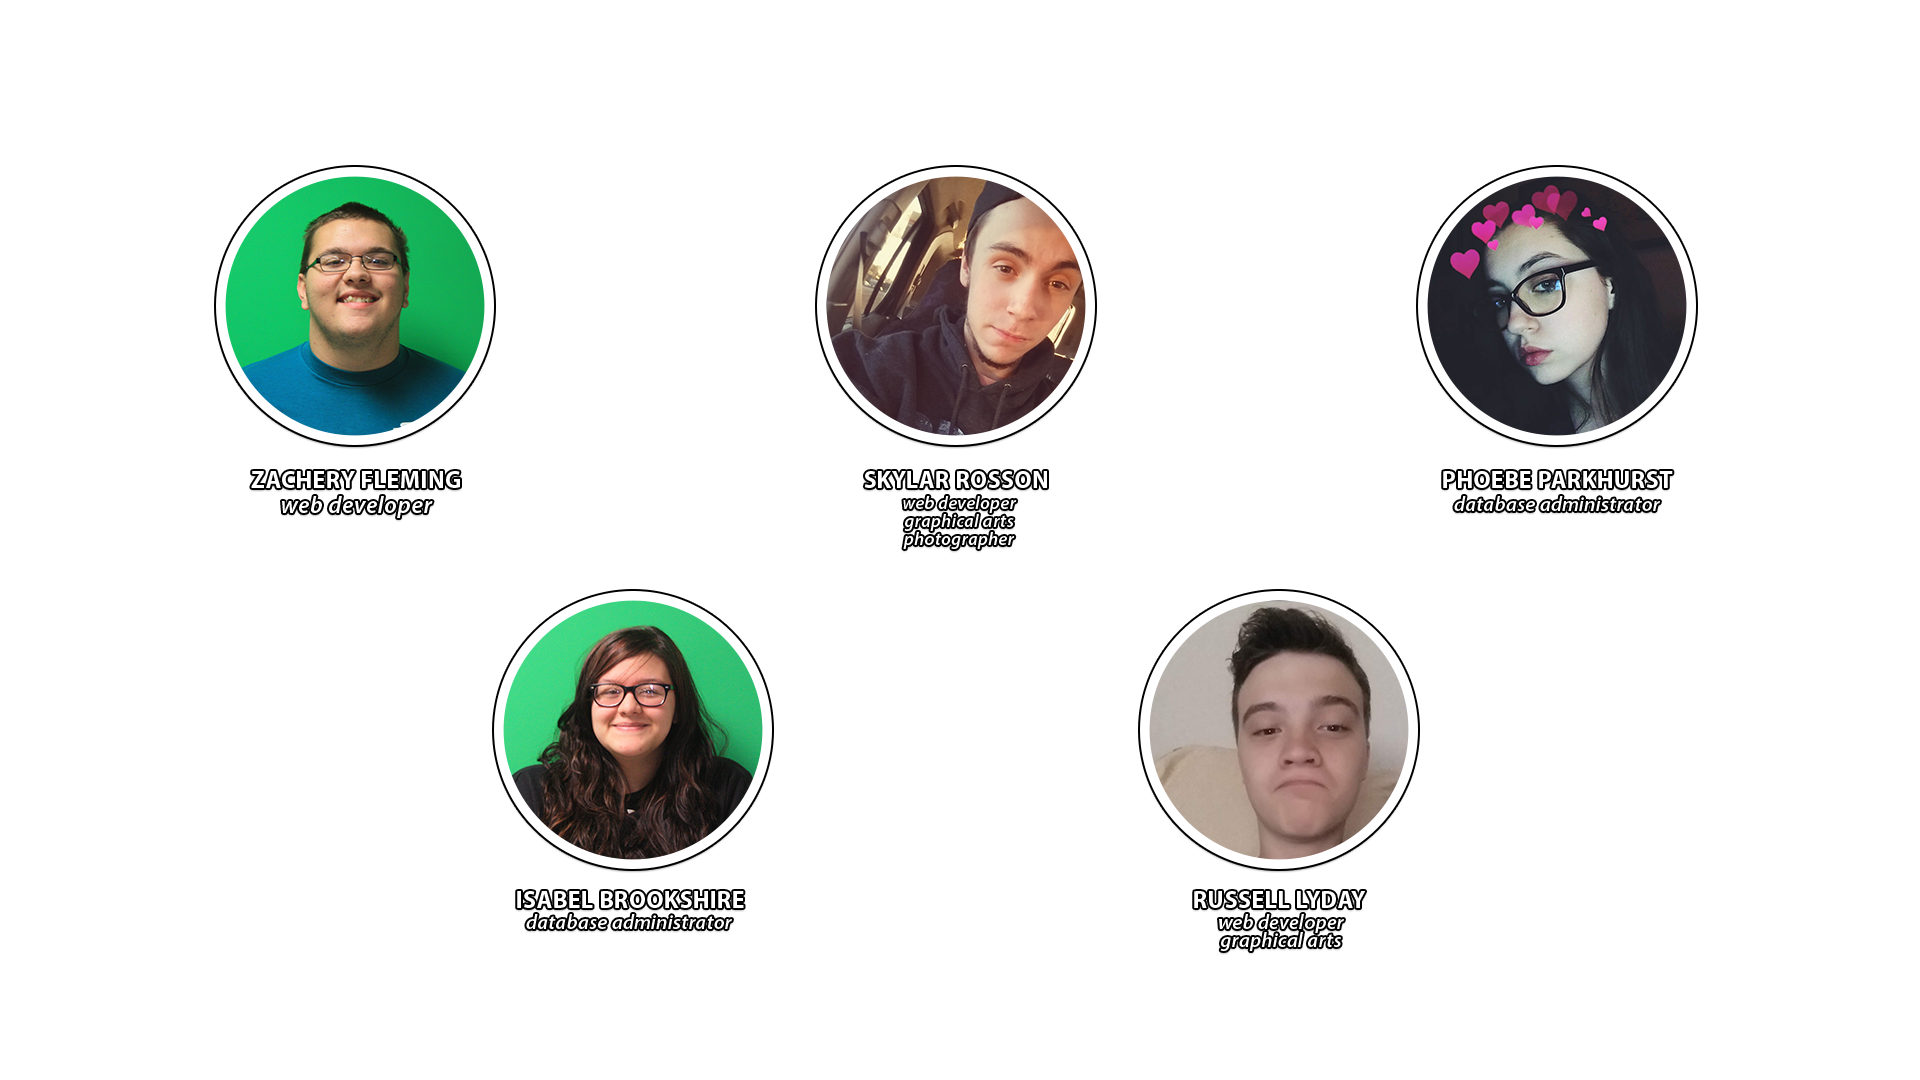 ZACHERY FLEMING
web developer
SKYLAR ROSSON
web developer
graphical arts
photographer
PHOEBE PARKHURST
database administrator
ISABEL BROOKSHIRE
database administrator
RUSSELL LYDAY
web developer
graphical arts